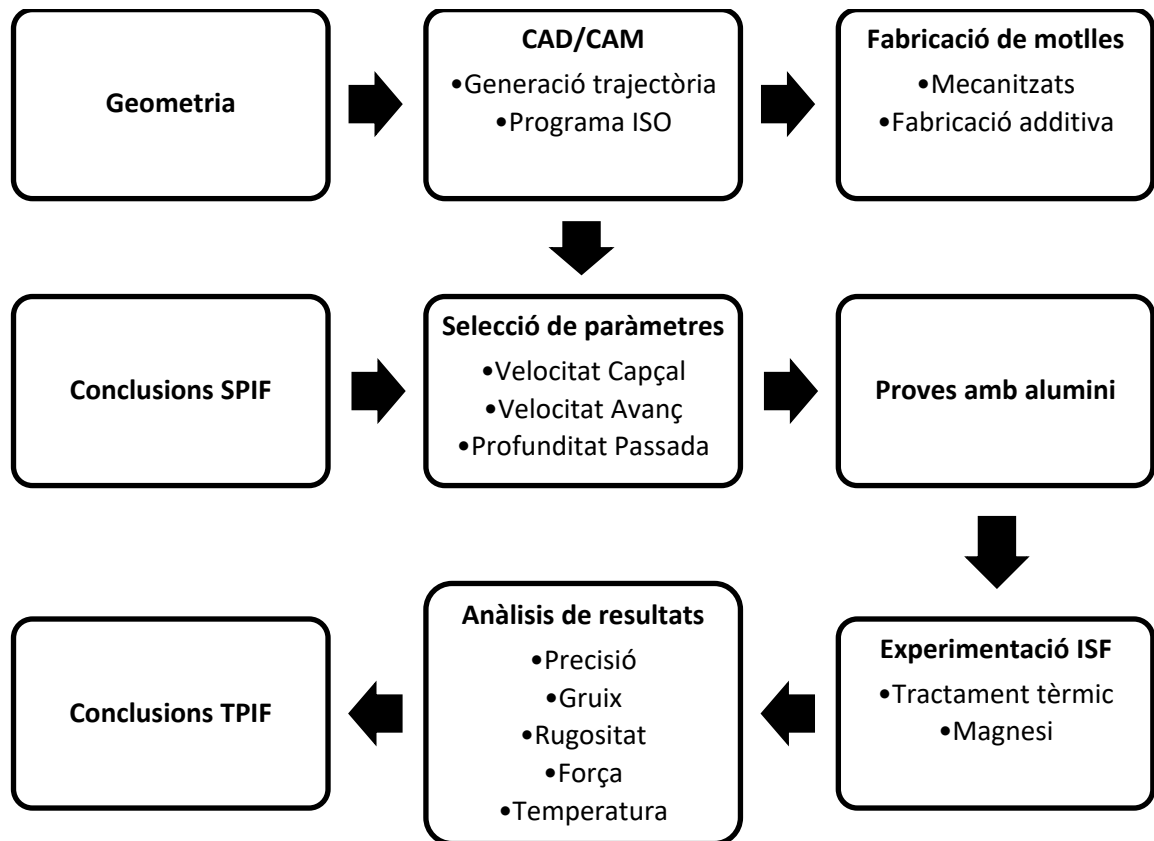 Geometria
CAD/CAM
•Generació trajectòria
•Programa ISO
Fabricació de motlles
•Mecanitzats
•Fabricació additiva
Conclusions SPIF
Selecció de paràmetres
•Velocitat Capçal
•Velocitat Avanç
•Profunditat Passada
Proves amb alumini
Conclusions TPIF
Anàlisis de resultats
•Precisió
•Gruix
•Rugositat
•Força
•Temperatura
Experimentació ISF
•Tractament tèrmic
•Magnesi